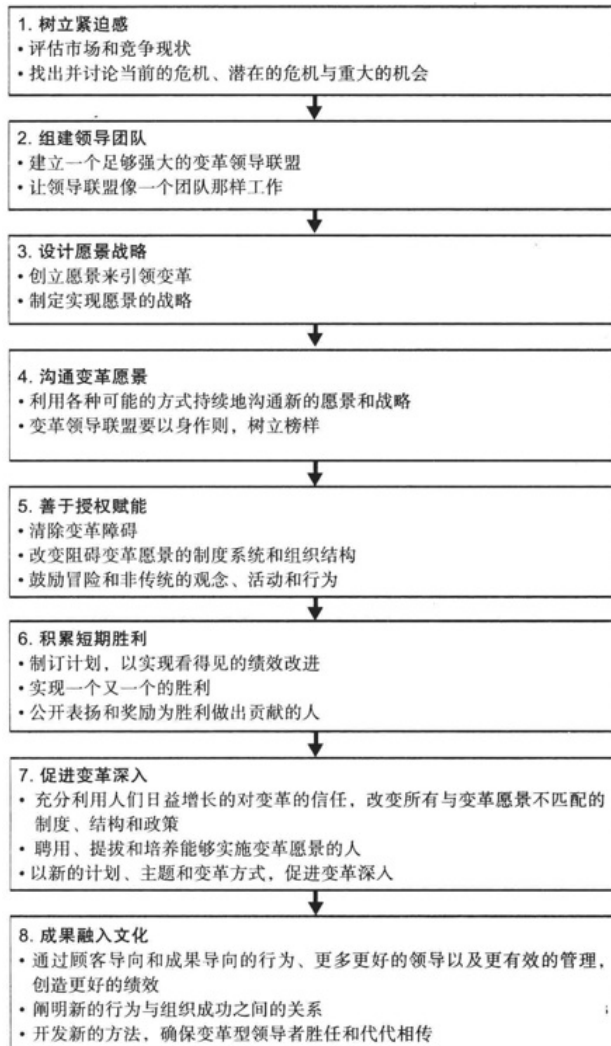 1. 树立紧迫感
• 评估市场和竞争现状
• 找出并讨论当前的危机、潜在的危机与重大的机会
2. 组建领导团队
• 建立一个足够强大的变革领导联盟
• 让领导联盟像一个团队那样工作
3. 设计愿景战略
• 创立愿景来引领变革
• 制定实现愿景的战略
4. 沟通变革愿景
• 利用各种可能的方式持续地沟通新的愿景和战略
• 变革领导联盟要以身作则，树立榜样
5. 善于授权赋能
• 清除变革障碍
• 改变阻碍变革愿景的制度系统和组织结构
• 鼓励冒险和非传统的观念、活动和行为
6. 积累短期胜利
• 制订计划，以实现看得见的绩效改进
• 实现一个又一个的胜利
• 公开表扬和奖励为胜利做出贡献的人
7. 促进变革深入
• 充分利用人们日益增长的对变革的信任，改变所有与变革愿景不匹配的
制度、结构和政策
• 聘用、提拔和培养能够实施变革愿景的人
• 以新的计划、主题和变革方式，促进变革深入
8. 成果融入文化
• 通过顾客导向和成果导向的行为、更多更好的领导以及更有效的管理，
创造更好的绩效
• 阐明新的行为与组织成功之间的关系
• 开发新的方法，确保变革型领导者胜任和代代相传